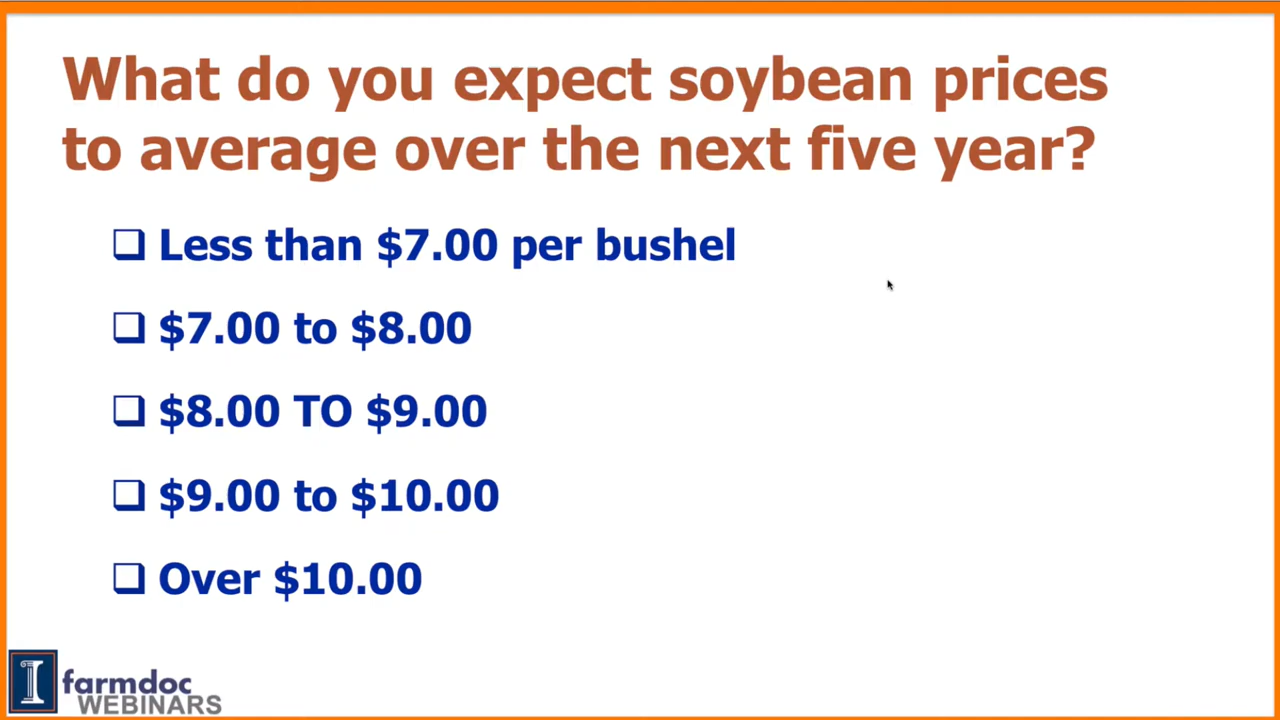 What do you expect soybean prices
to average over the next five year?
Less than $7.00 per bushel
$7.00 to $8.00
$8.00 TO $9.00
$9.00 to $10.00
Over $10.00
I farmdoc
WEBINARS